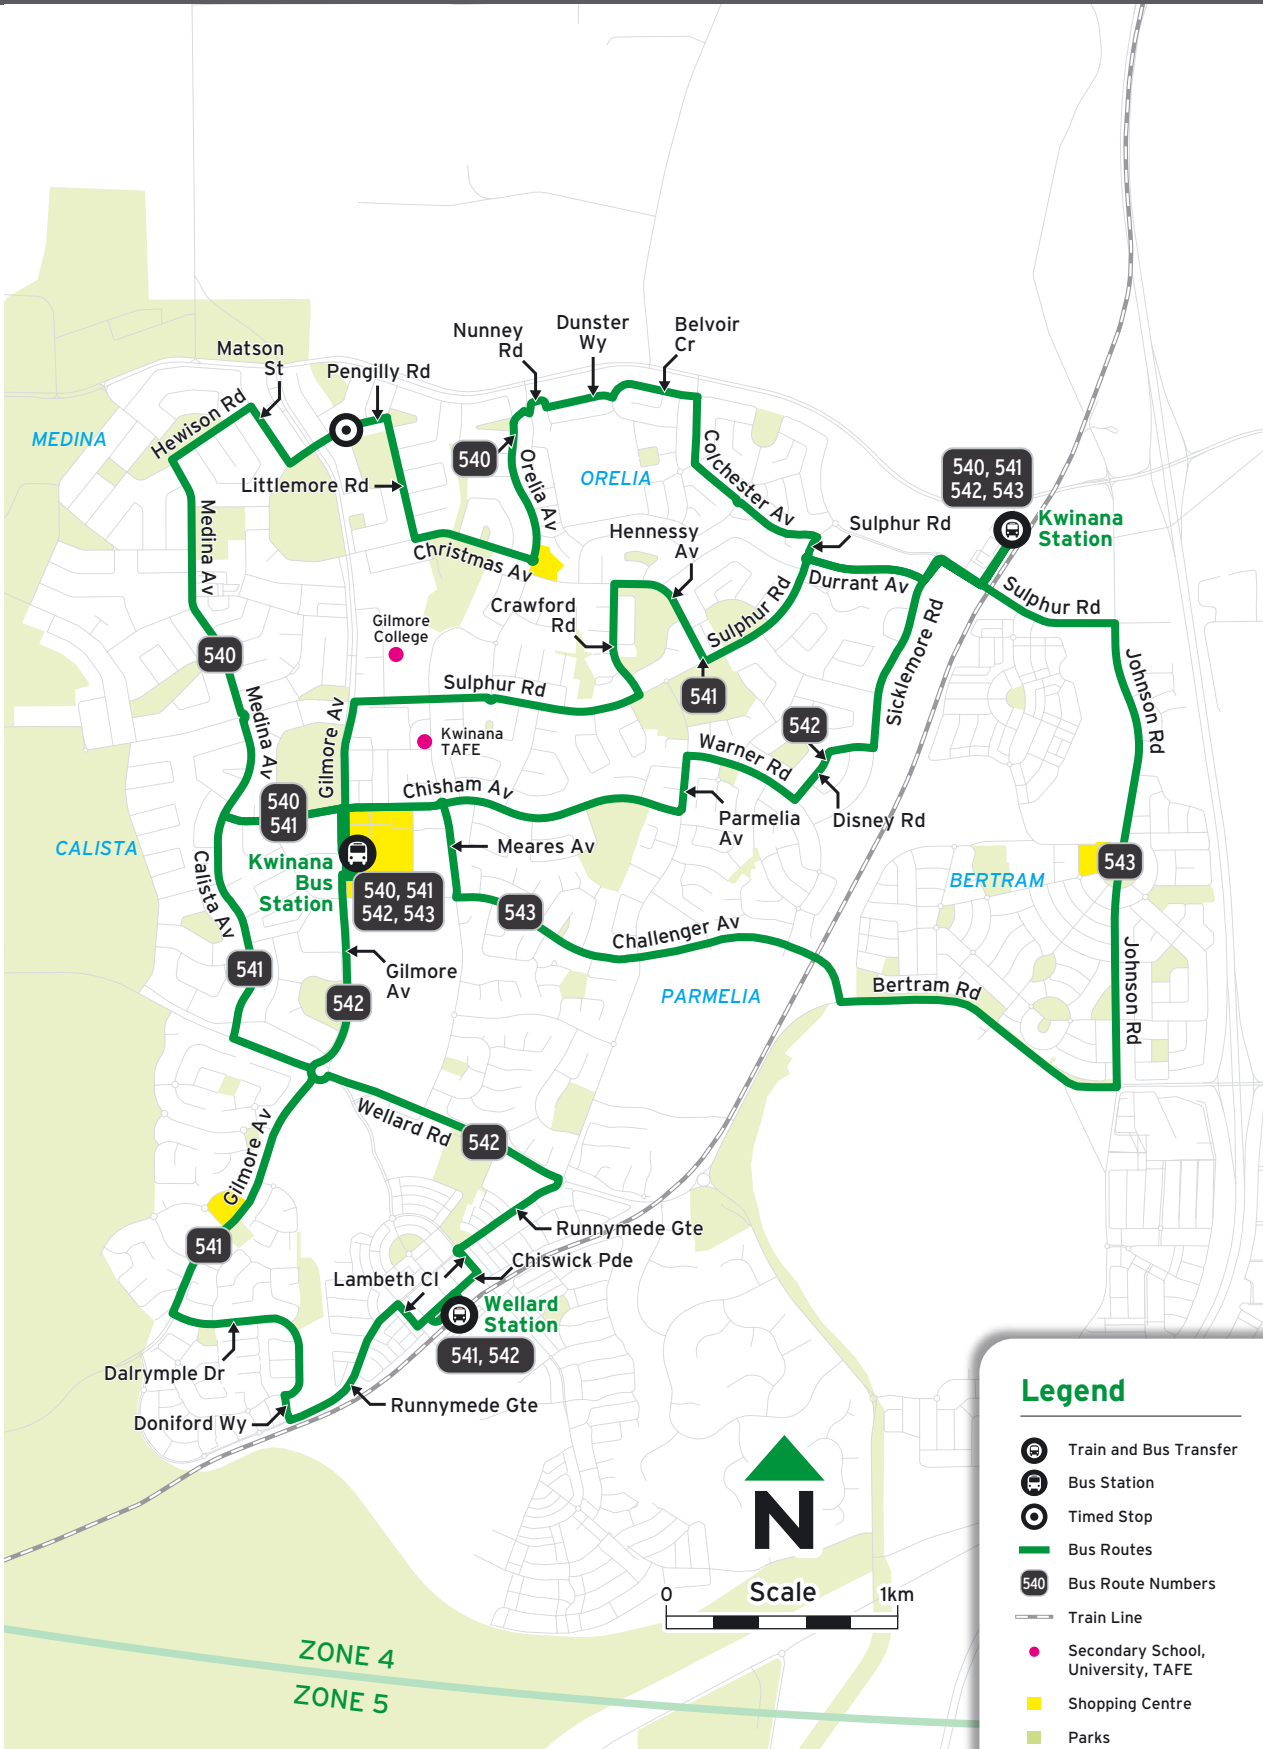 Matson
St
Pengilly Rd
Nunney
Rd
Dunster
Wy
Belvoir
Cr
Hewison Rd
MEDINA
540
Littlemore Rd
Orelia Av
ORELIA
Colchester Av
540, 541
542, 543
Kwinana
Station
Medina Av
Christmas Av
Hennessy
Av
Sulphur Rd
Durrant Av
Sulphur Rd
Crawford
Rd
Sulphur Rd
Gilmore
College
540
Sicklemore Rd
Johnson Rd
Sulphur Rd
541
Medina Av
Gilmore Av
Kwinana
TAFE
542
Warner Rd
Chisham Av
540
541
Parmelia
Av
Disney Rd
CALISTA
Meares Av
Kwinana
Bus
Station
540, 541
542, 543
Calista Av
543
BERTRAM
543
Challenger Av
541
Gilmore
Av
542
PARMELIA
Bertram Rd
Johnson Rd
Wellard Rd
542
Gilmore Av
Runnymede Gte
541
Lambeth Cl
Chiswick Pde
Wellard
Station
541, 542
Dalrymple Dr
Doniford Wy
Runnymede Gte
N
0
Scale
1km
ZONE 4
ZONE 5
Legend
Train and Bus Transfer
Bus Station
Timed Stop
Bus Routes
540
Bus Route Numbers
Train Line
Secondary School,
University, TAFE
Shopping Centre
Parks